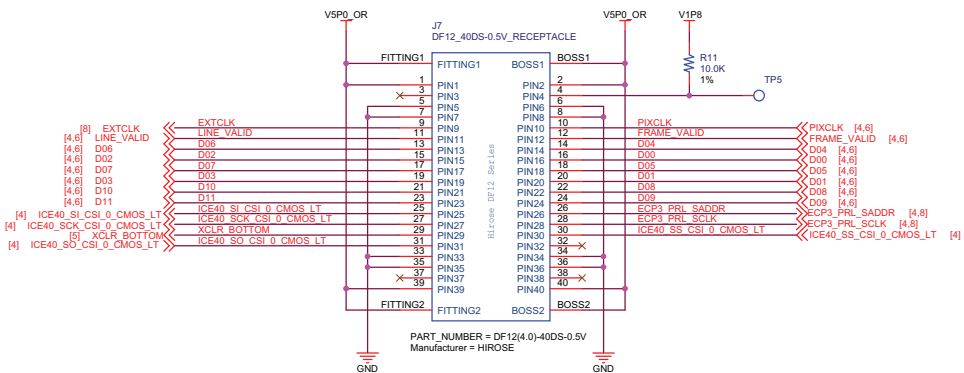 V5P0_OR V5P0_OR V1P8
J7
DF12_40DS-0.5V_RECEPTACLE
R11
10.0K
1%
TP5
FITTING1 FITTING1 BOSS1 BOSS1
1 PIN1 PIN2 2
3 PIN3 PIN4 4
5 PIN5 PIN6 6
7 PIN7 PIN8 8
[8] EXTCLK EXTCLK 9 PIN9 PIN10 10 PIXCLK PIXCLK [4,6]
[4,6] LINE_VALID LINE_VALID 11 PIN11 PIN12 12 FRAME_VALID FRAME_VALID [4,6]
[4,6] D06 D06 13 PIN13 PIN14 14 D04 D04 [4,6]
[4,6] D02 D02 15 PIN15 PIN16 16 D00 D00 [4,6]
[4,6] D07 D07 17 PIN17 PIN18 18 D05 D05 [4,6]
[4,6] D03 D03 19 PIN19 PIN20 20 D01 D01 [4,6]
[4,6] D10 D10 21 PIN21 PIN22 22 D08 D08 [4,6]
[4,6] D11 D11 23 PIN23 PIN24 24 D09 D09 [4,6]
[4] ICE40_SI_CSI_0_CMOS_LT ICE40_SI_CSI_0_CMOS_LT 25 PIN25 PIN26 26 ECP3_PRL_SADDR ECP3_PRL_SADDR [4,8]
[4] ICE40_SCK_CSI_0_CMOS_LT ICE40_SCK_CSI_0_CMOS_LT 27 PIN27 PIN28 28 ECP3_PRL_SCLK ECP3_PRL_SCLK [4,8]
[5] XCLR_BOTTOM XCLR_BOTTOM 29 PIN29 PIN30 30 ICE40_SS_CSI_0_CMOS_LT ICE40_SS_CSI_0_CMOS_LT [4]
[4] ICE40_SO_CSI_0_CMOS_LT ICE40_SO_CSI_0_CMOS_LT 31 PIN31 PIN32 32
33 PIN33 PIN34 34
35 PIN35 PIN36 36
37 PIN37 PIN38 38
39 PIN39 PIN40 40
FITTING2 FITTING2 BOSS2 BOSS2
Hirose DF12 Series
PART_NUMBER = DF12(4.0)-40DS-0.5V
Manufacturer = HIROSE
GND GND